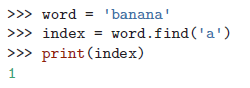 >>> word = 'banana'
>>> index = word.find('a')
>>> print(index)
1